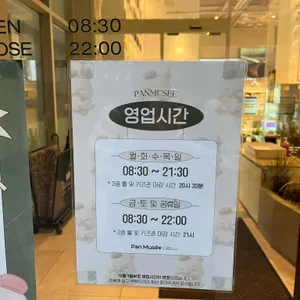 EN 08:30
OSE 22:00
PANMUSEE
영업시간
월·화·수·목·일
08:30 ~ 21:30
* 2층 룸 및 키즈존 마감 시간 20시 30분
금·토 및 공휴일
08:30 ~ 22:00
* 2층 룸 및 키즈존 마감 시간 21시
Pan Musée